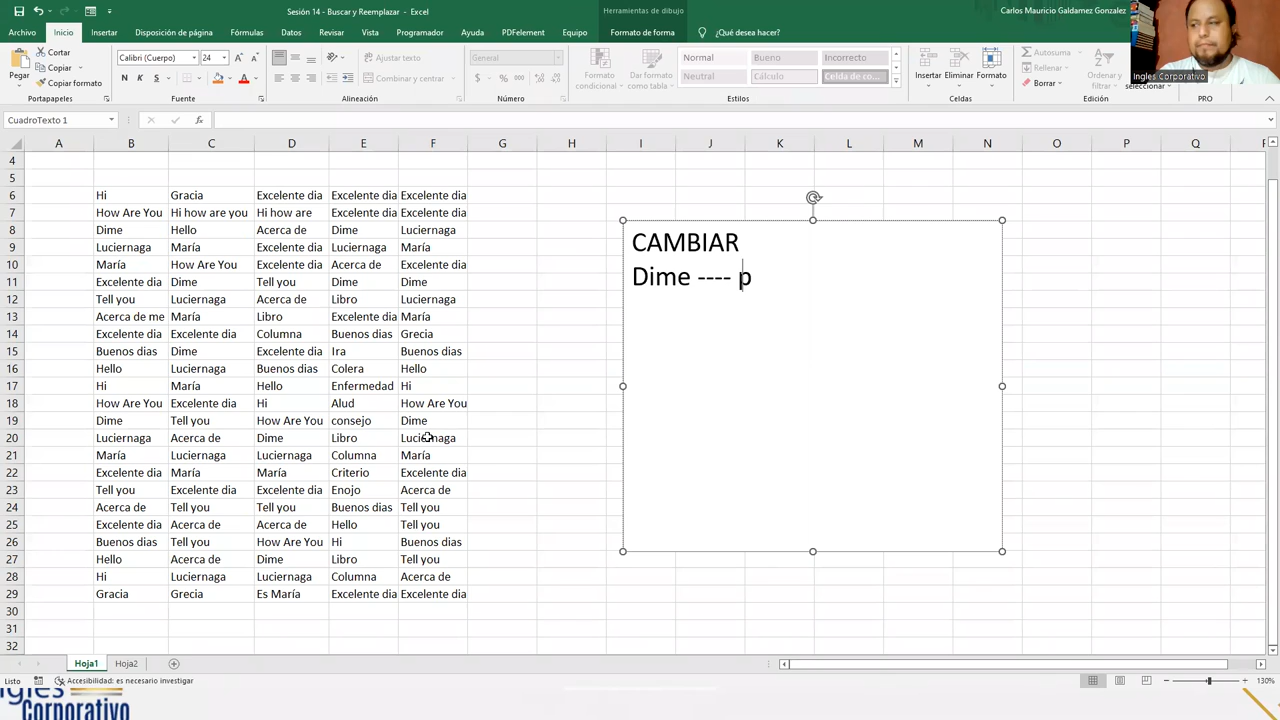 Sesión 14 - Buscar y Reemplazar - Excel
Herramientas de dibujo
Carlos Mauricio Galdamez Gonzalez
Archivo Inicio Insertar Disposición de página Fórmulas Datos Revisar Vista Programador Ayuda PDFelement Equipo Formato de forma ¿Qué desea hacer?
Pegar
Cortar
Copiar
Copiar formato
Portapapeles
Calibri (Cuerpo) 24
N K S
Fuente
Ajustar texto
Combinar y centrar
Alineación
General
Número
Formato condicional
Dar formato como tabla
Normal Bueno Incorrecto
Neutral Cálculo Celda de co...
Estilos
Insertar Eliminar Formato
Celdas
Autosuma
Rellenar
Borrar
Ordenar y filtrar
seleccionar
Edición
PRO
Ingles Corporativo
CuadroTexto 1
A B C D E F G H I J K L M N O P Q
4
5
6 Hi Gracia Excelente dia Excelente dia Excelente dia
7 How Are You Hi how are you Hi how are Excelente dia Excelente dia
8 Dime Hello Acerca de Dime Luciernaga
9 Luciernaga María Excelente dia Luciernaga María
10 María How Are You Excelente dia Acerca de Excelente dia
11 Excelente dia Dime Tell you Dime Dime
12 Tell you Luciernaga Acerca de Libro Luciernaga
13 Acerca de me María Libro Excelente dia María
14 Excelente dia Excelente dia Columna Buenos dias Grecia
15 Buenos dias Dime Excelente dia Ira Buenos dias
16 Hello Luciernaga Buenos dias Colera Hello
17 Hi María Hello Enfermedad Hi
18 How Are You Excelente dia Hi Alud How Are You
19 Dime Tell you How Are You consejo Dime
20 Luciernaga Acerca de Dime Libro Luciernaga
21 María Luciernaga Luciernaga Columna María
22 Excelente dia María María Criterio Excelente dia
23 Tell you Excelente dia Excelente dia Enojo Acerca de
24 Acerca de Tell you Tell you Buenos dias Tell you
25 Excelente dia Acerca de Acerca de Hello Tell you
26 Buenos dias Tell you How Are You Hi Buenos dias
27 Hello Acerca de Dime Libro Tell you
28 Hi Luciernaga Luciernaga Columna Acerca de
29 Gracia Grecia Es María Excelente dia Excelente dia
30
31
32
CAMBIAR
Dime ---- p
Hoja1 Hoja2
Listo Accesibilidad: es necesario investigar 130%
Ingles
Corporativo